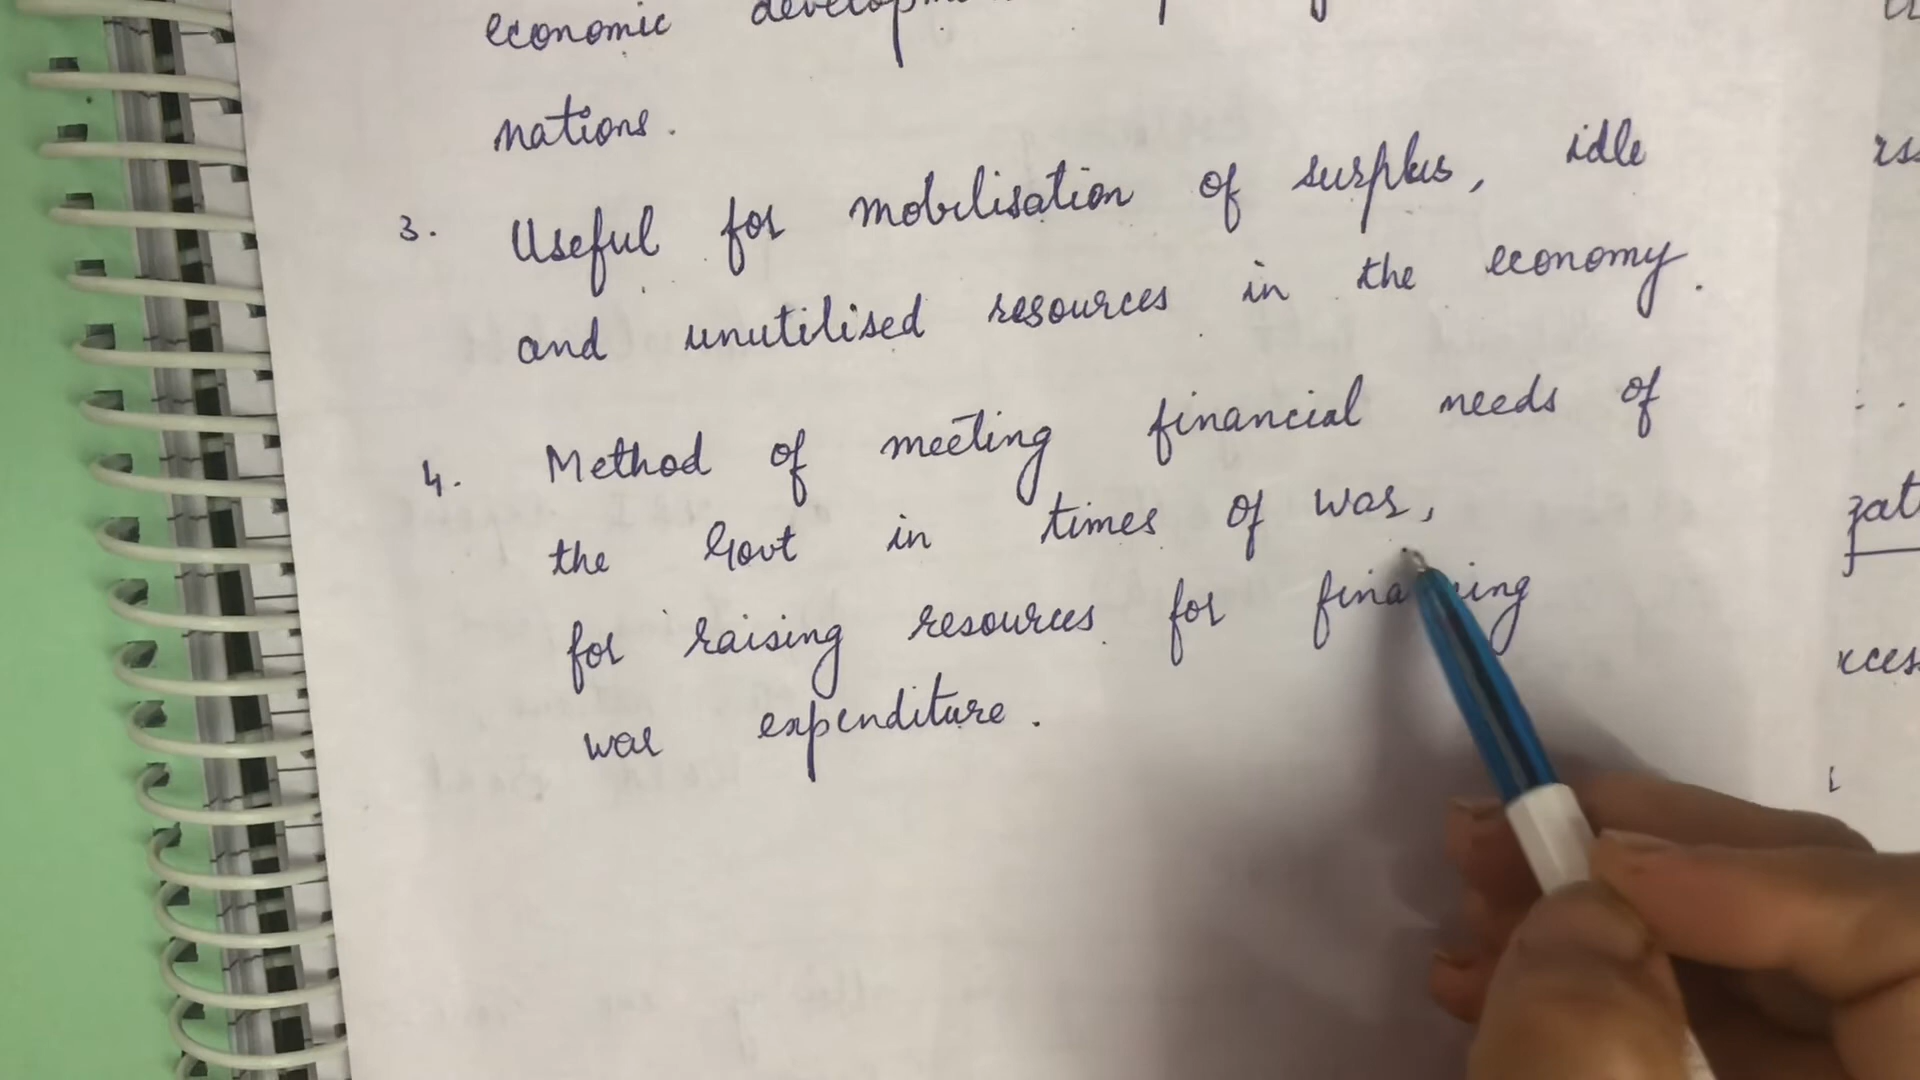 economic
nations.
3. Useful for mobilisation of surplus, idle
and unutilised resources in the economy.
4. Method of meeting financial needs of
the Govt in times of war,
for raising resources for
war expenditure.